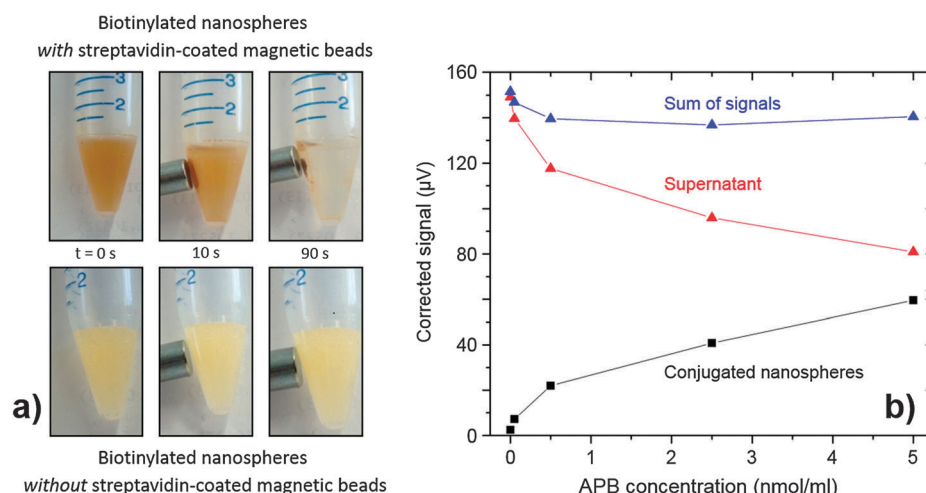 Biotinylated nanospheres
with streptavidin-coated magnetic beads
3
2
3
2
3
2
t = 0 s
10 s
90 s
2
2
2
a)
Biotinylated nanospheres
without streptavidin-coated magnetic beads
160
120
80
40
0
Corrected signal (µV)
Sum of signals
Supernatant
Conjugated nanospheres
b)
0
1
2
3
4
5
APB concentration (nmol/ml)